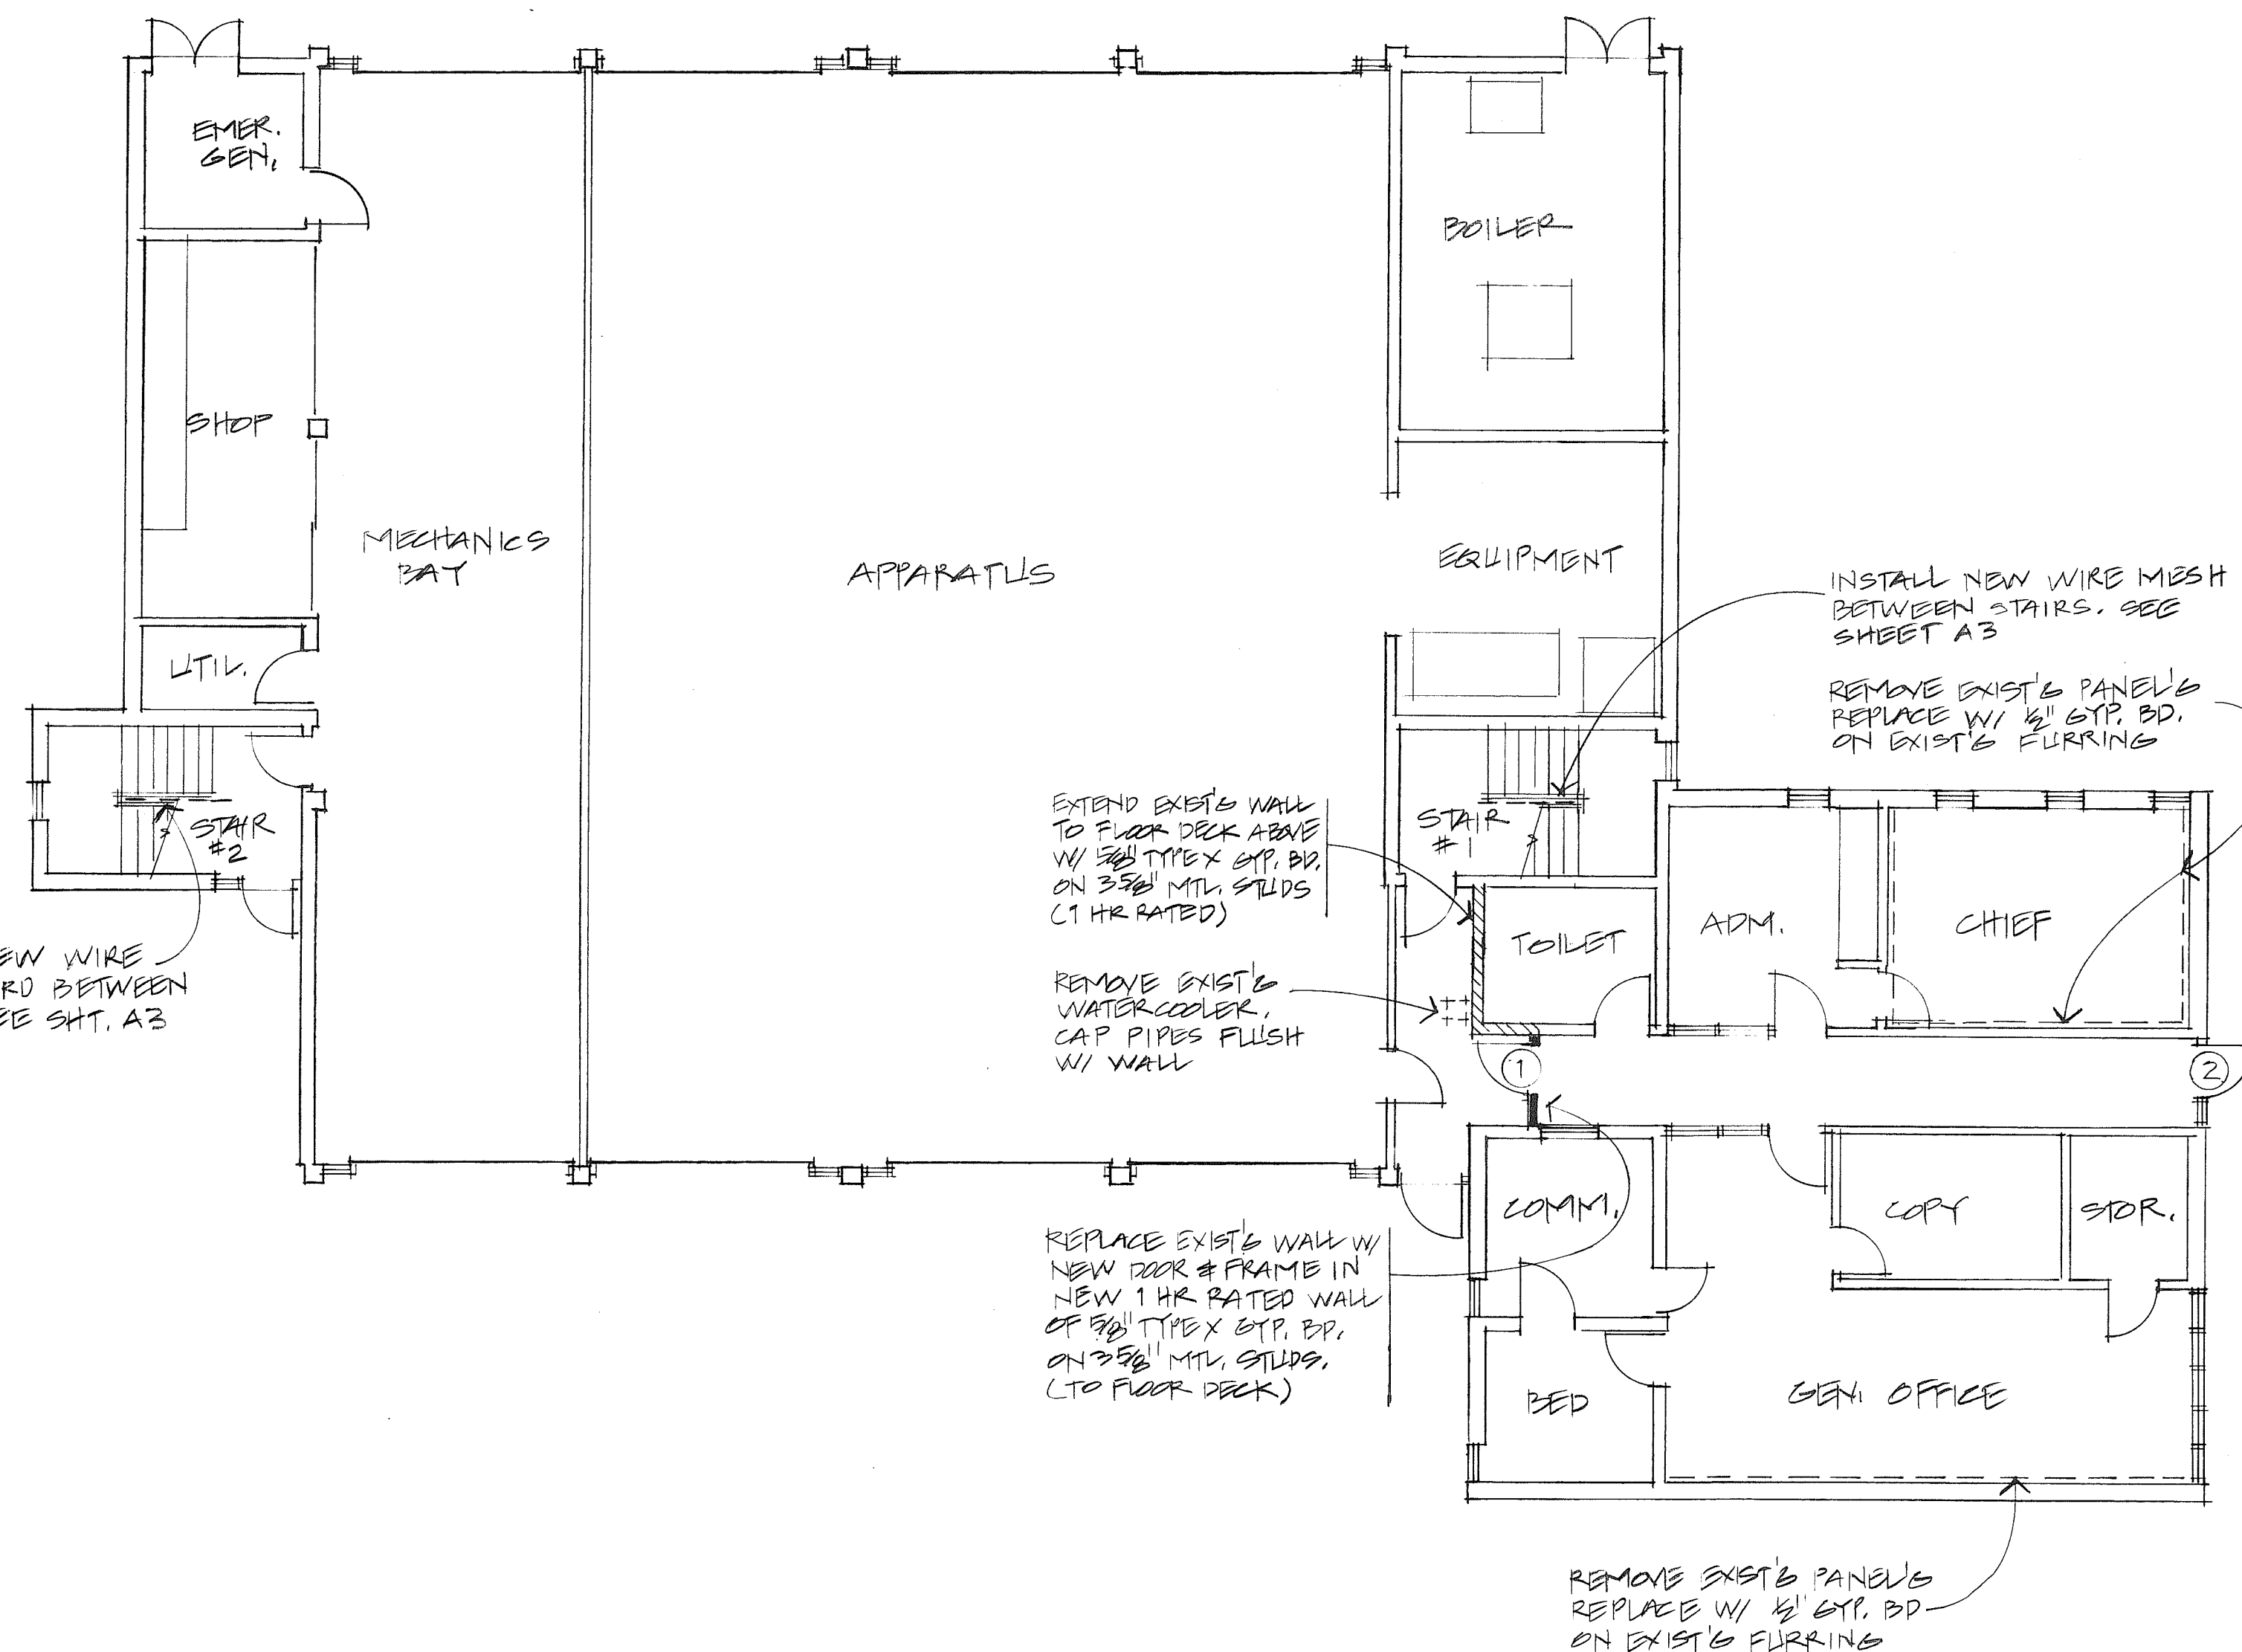 EMER.
GEN.
BOILER
SHOP
MECHANICS
BAY
APPARATUS
EQUIPMENT
INSTALL NEW WIRE MESH
BETWEEN STAIRS. SEE
SHEET A3
UTIL.
REMOVE EXIST'G PANEL'G
REPLACE W/ 1/2" GYP. BD.
ON EXIST'G FURRING
STAIR
#2
EXTEND EXIST'G WALL
TO FLOOR DECK ABOVE
W/ 5/8" TYPE X GYP. BD.
ON 3 5/8" MTL. STUDS
(1 HR RATED)
STAIR
#1
TOILET
ADM.
CHIEF
EW WIRE
RD BETWEEN
EE SHT. A3
REMOVE EXIST'G
WATERCOOLER.
CAP PIPES FLUSH
W/ WALL
1
2
COMM.
COPY
STOR.
REPLACE EXIST'G WALL W/
NEW DOOR & FRAME IN
NEW 1 HR RATED WALL
OF 5/8" TYPE X GYP. BD.
ON 3 5/8" MTL. STUDS.
(TO FLOOR DECK)
BED
GEN. OFFICE
REMOVE EXIST'G PANEL'G
REPLACE W/ 1/2" GYP. BD
ON EXIST'G FURRING